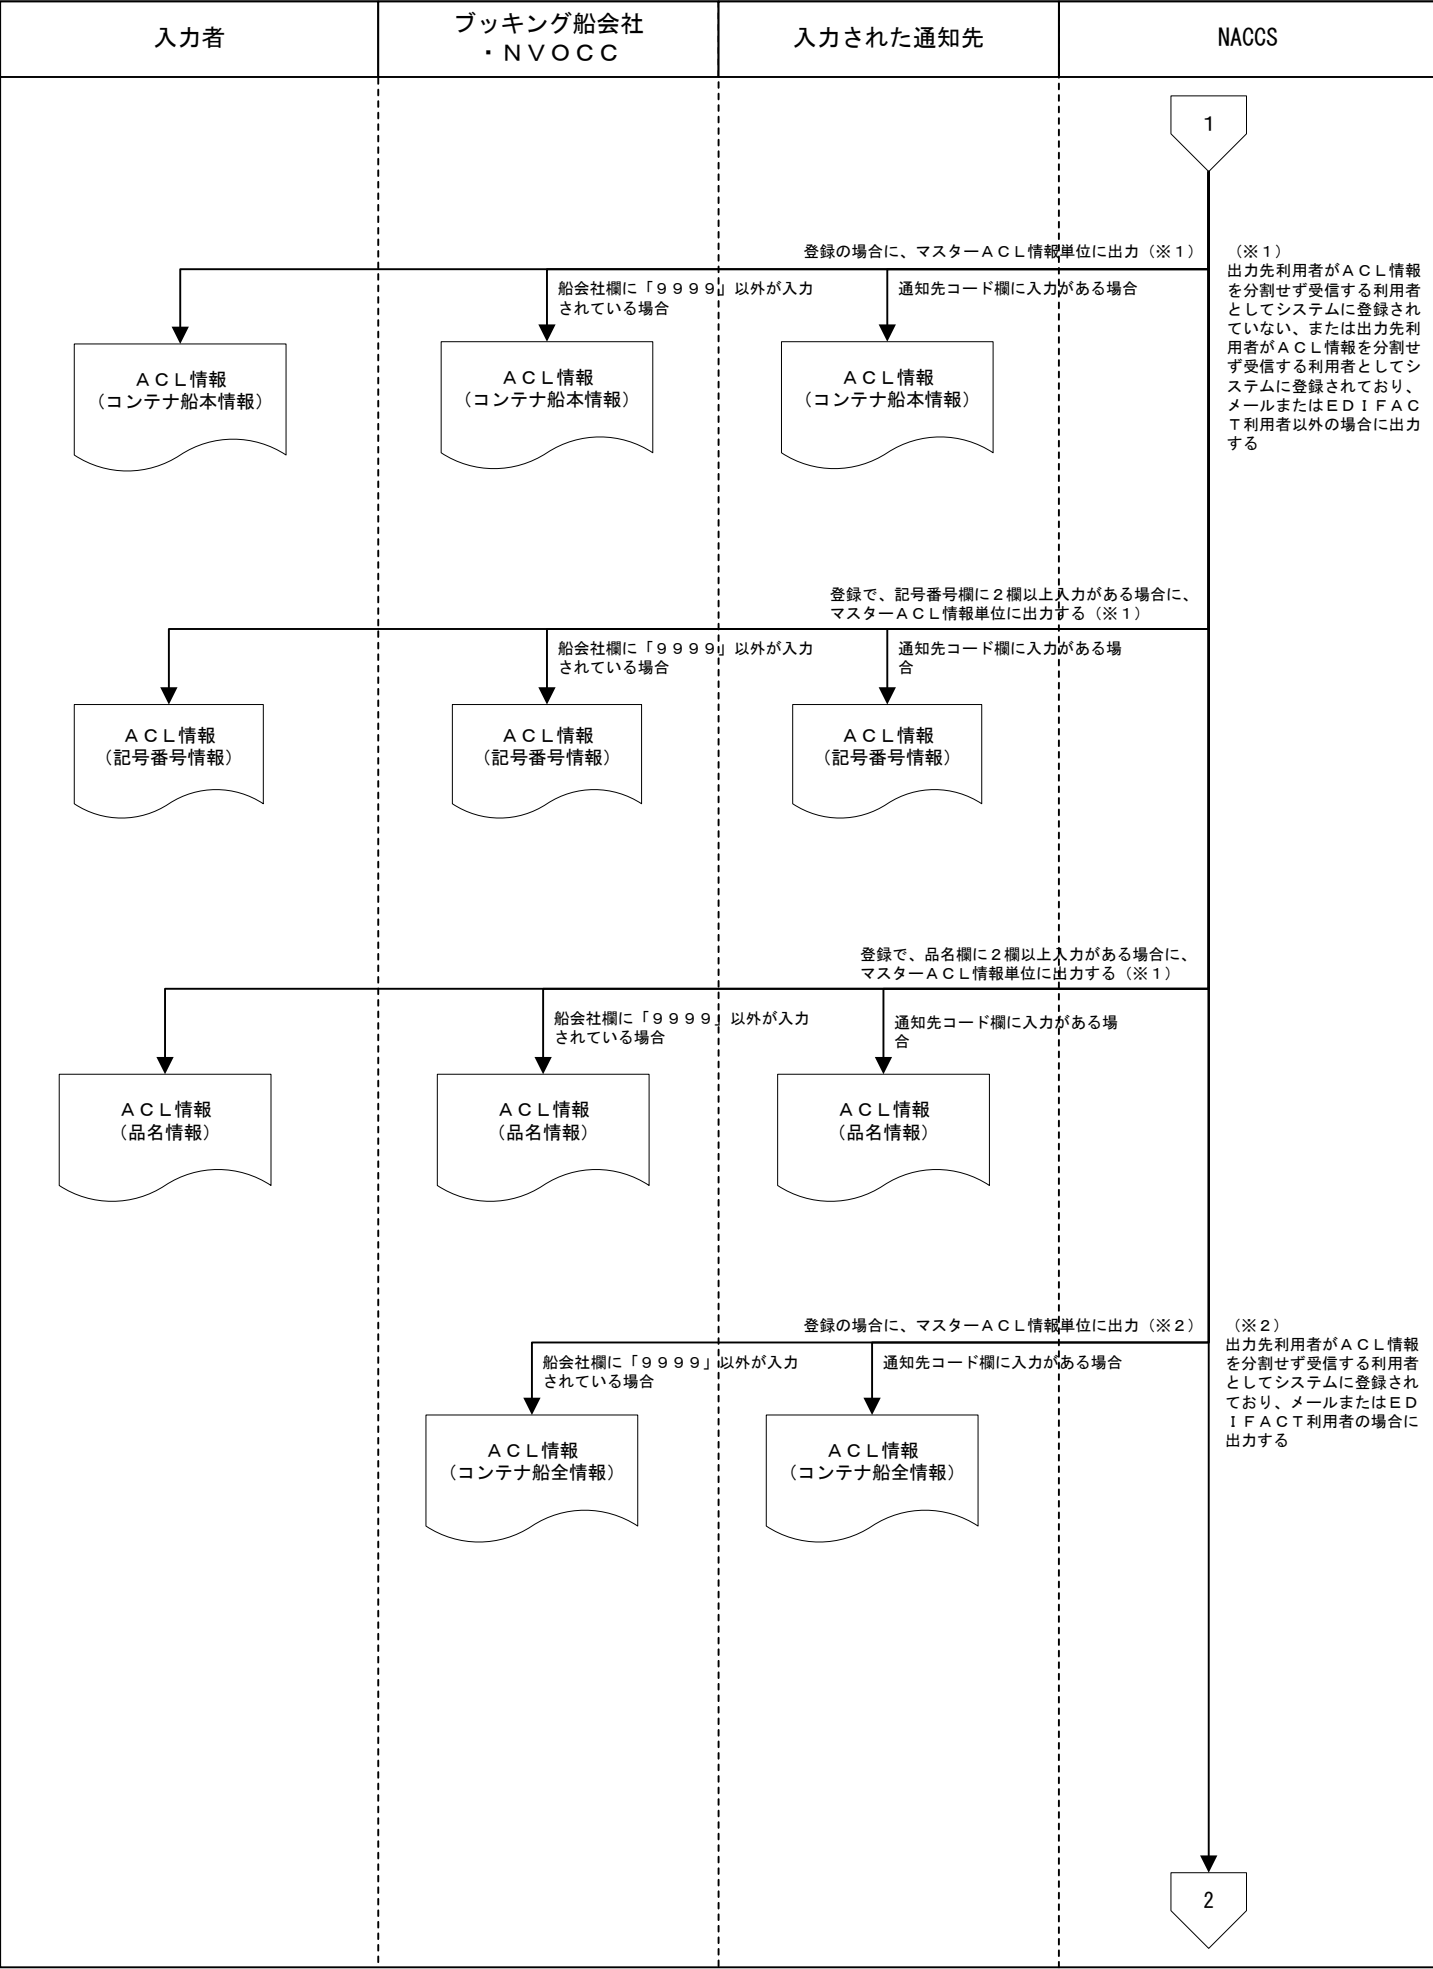 入力者
ブッキング船会社
・ＮＶＯＣＣ
入力された通知先
NACCS
1
登録の場合に、マスターＡＣＬ情報単位に出力（※１）
（※１）
出力先利用者がＡＣＬ情報
を分割せず受信する利用者
としてシステムに登録され
ていない、または出力先利
用者がＡＣＬ情報を分割せ
ず受信する利用者としてシ
ステムに登録されており、
メールまたはＥＤＩＦＡＣ
Ｔ利用者以外の場合に出力
する
船会社欄に「９９９９」以外が入力
されている場合
通知先コード欄に入力がある場合
ＡＣＬ情報
（コンテナ船本情報）
ＡＣＬ情報
（コンテナ船本情報）
ＡＣＬ情報
（コンテナ船本情報）
登録で、記号番号欄に２欄以上入力がある場合に、
マスターＡＣＬ情報単位に出力する（※１）
船会社欄に「９９９９」以外が入力
されている場合
通知先コード欄に入力がある場
合
ＡＣＬ情報
（記号番号情報）
ＡＣＬ情報
（記号番号情報）
ＡＣＬ情報
（記号番号情報）
登録で、品名欄に２欄以上入力がある場合に、
マスターＡＣＬ情報単位に出力する（※１）
船会社欄に「９９９９」以外が入力
されている場合
通知先コード欄に入力がある場
合
ＡＣＬ情報
（品名情報）
ＡＣＬ情報
（品名情報）
ＡＣＬ情報
（品名情報）
登録の場合に、マスターＡＣＬ情報単位に出力（※２）
（※２）
出力先利用者がＡＣＬ情報
を分割せず受信する利用者
としてシステムに登録され
ており、メールまたはＥＤ
ＩＦＡＣＴ利用者の場合に
出力する
船会社欄に「９９９９」以外が入力
されている場合
通知先コード欄に入力がある場合
ＡＣＬ情報
（コンテナ船全情報）
ＡＣＬ情報
（コンテナ船全情報）
2